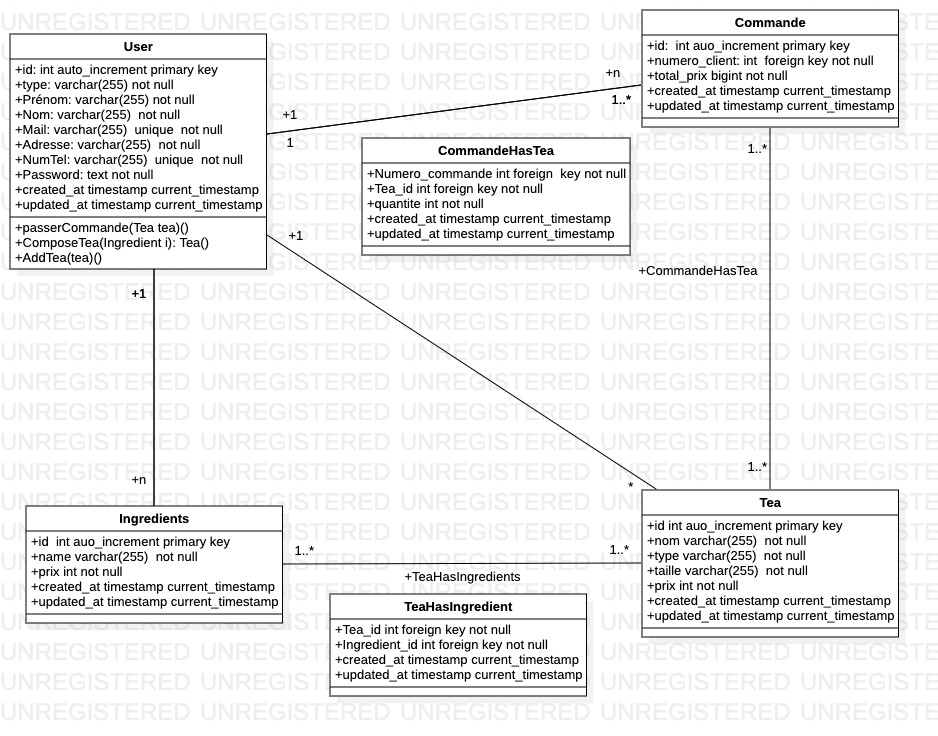 User
+id: int auto_increment primary key
+type: varchar(255) not null
+Prénom: varchar(255) not null
+Nom: varchar(255)  not null
+Mail: varchar(255)  unique  not null
+Adresse: varchar(255)  not null
+NumTel: varchar(255)  unique  not null
+Password: text not null
+created_at timestamp current_timestamp
+updated_at timestamp current_timestamp
+passerCommande(Tea tea)()
+ComposeTea(Ingredient i): Tea()
+AddTea(tea)()
Commande
+id:  int auo_increment primary key
+numero_client: int  foreign key not null
+total_prix bigint not null
+created_at timestamp current_timestamp
+updated_at timestamp current_timestamp
+n
1..*
+1
1
CommandeHasTea
+Numero_commande int foreign  key not null
+Tea_id int foreign key not null
+quantite int not null
+created_at timestamp current_timestamp
+updated_at timestamp current_timestamp
1..*
+1
+CommandeHasTea
+1
1..*
+n
*
Ingredients
+id  int auo_increment primary key
+name varchar(255)  not null
+prix int not null
+created_at timestamp current_timestamp
+updated_at timestamp current_timestamp
1..*
1..*
+TeaHasIngredients
Tea
+id int auo_increment primary key
+nom varchar(255)  not null
+type varchar(255)  not null
+taille varchar(255)  not null
+prix int not null
+created_at timestamp current_timestamp
+updated_at timestamp current_timestamp
TeaHasIngredient
+Tea_id int foreign key not null
+Ingredient_id int foreign key not null
+created_at timestamp current_timestamp
+updated_at timestamp current_timestamp
UNREGISTERED